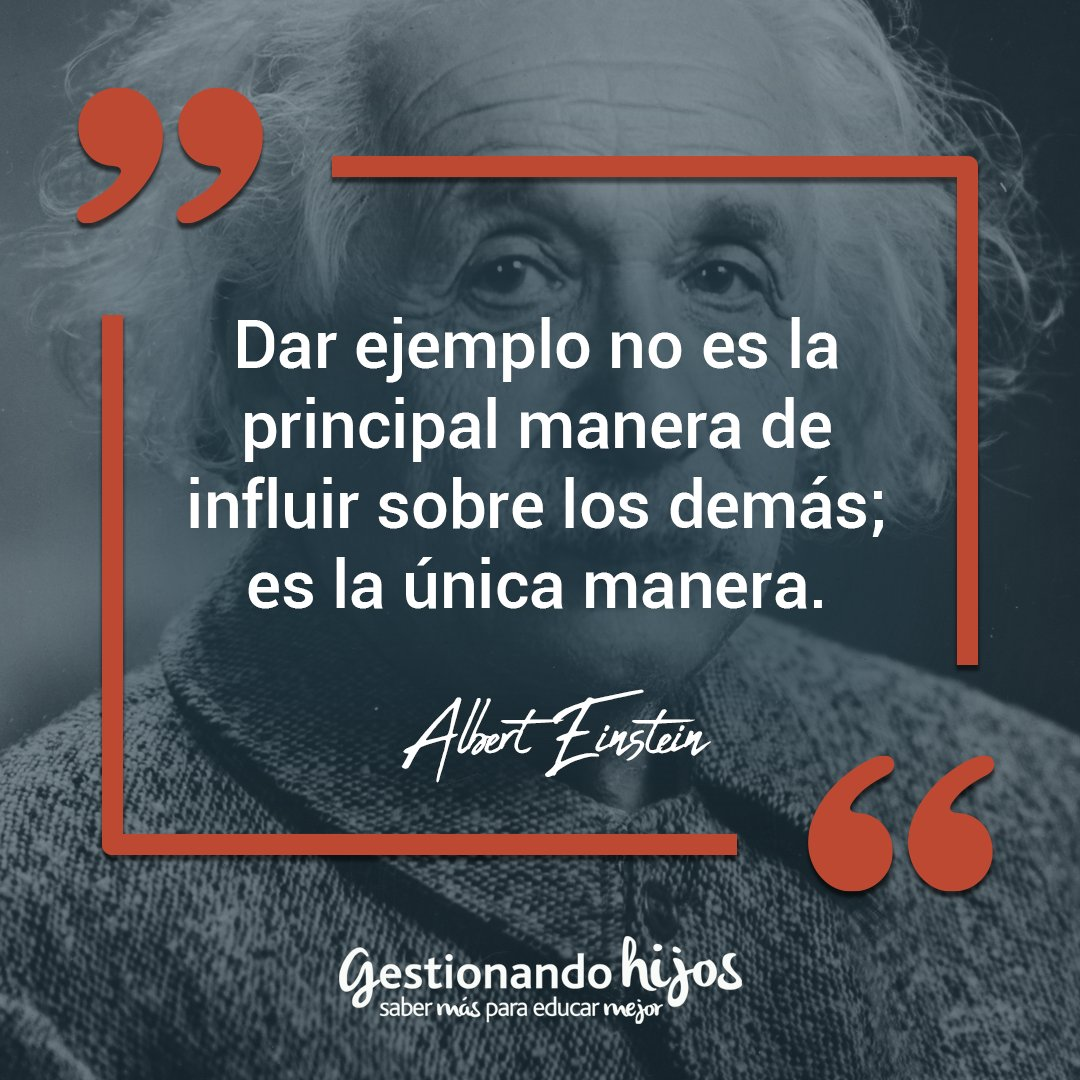 Dar ejemplo no es la
principal manera de
influir sobre los demás;
es la única manera.
Albert Einstein
Gestionando hijos
saber más para educar mejor